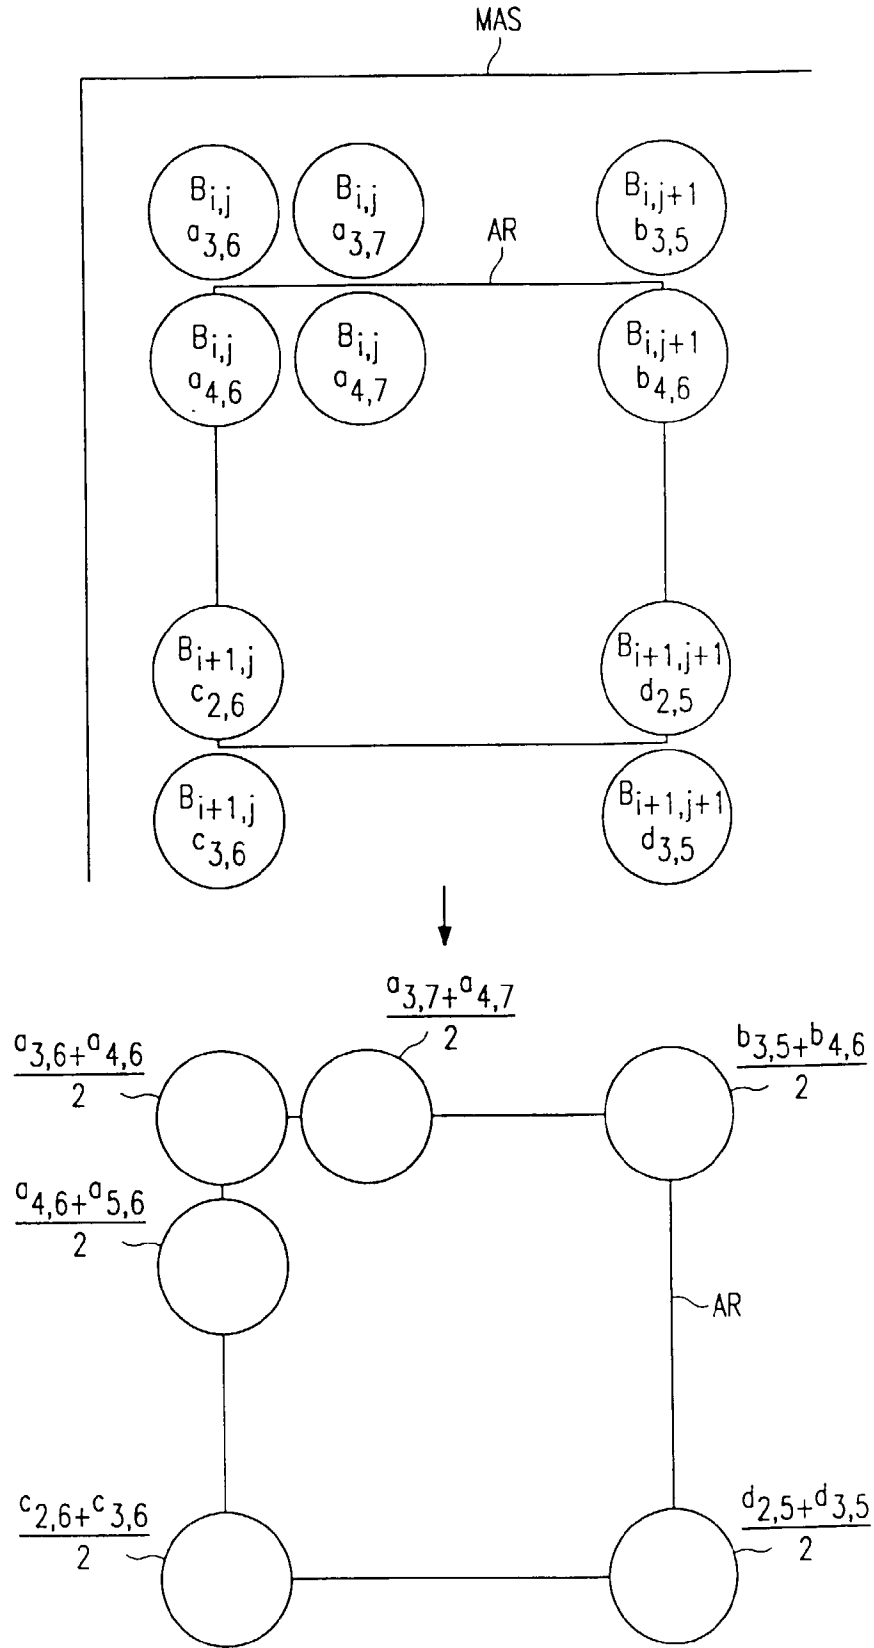 MAS
B_{i,j} B_{i,j} B_{i,j+1}
a_{3,6} a_{3,7} b_{3,5}
AR
B_{i,j} B_{i,j} B_{i,j+1}
a_{4,6} a_{4,7} b_{4,6}
B_{i+1,j} B_{i+1,j+1}
c_{2,6} d_{2,5}
B_{i+1,j} B_{i+1,j+1}
c_{3,6} d_{3,5}
a_{3,7}+a_{4,7}
2
a_{3,6}+a_{4,6}
2
b_{3,5}+b_{4,6}
2
a_{4,6}+a_{5,6}
2
AR
c_{2,6}+c_{3,6}
2
d_{2,5}+d_{3,5}
2